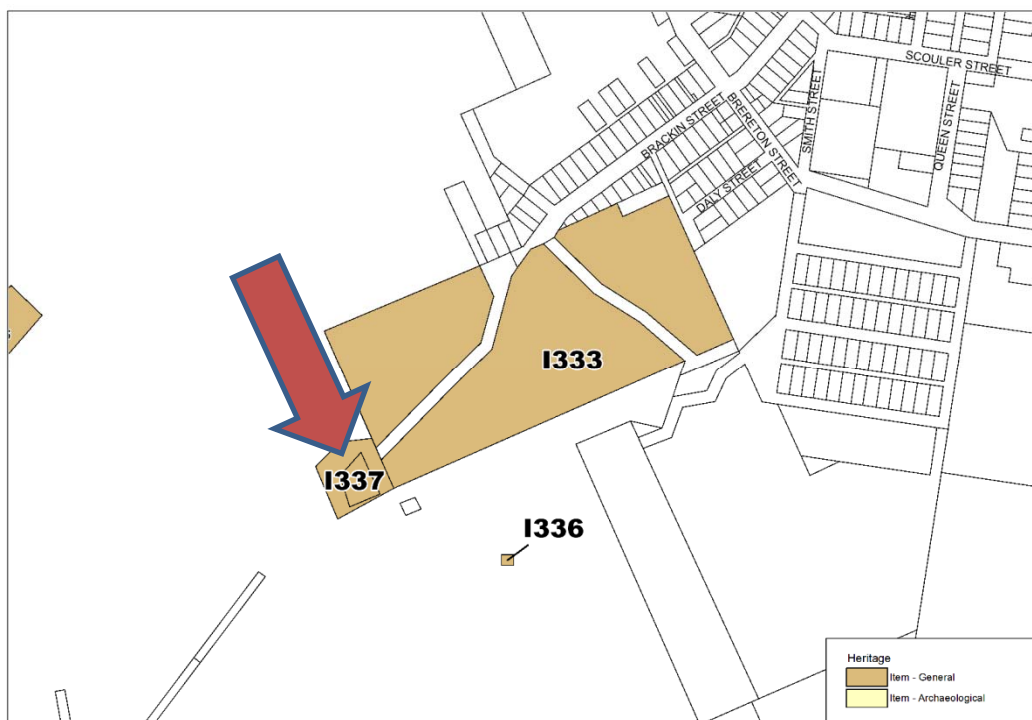 SCOULER STREET
SMITH STREET
QUEEN STREET
BRACKIN STREET
BRERETON STREET
DALY STREET
I333
I337
I336
Heritage
Item - General
Item - Archaeological